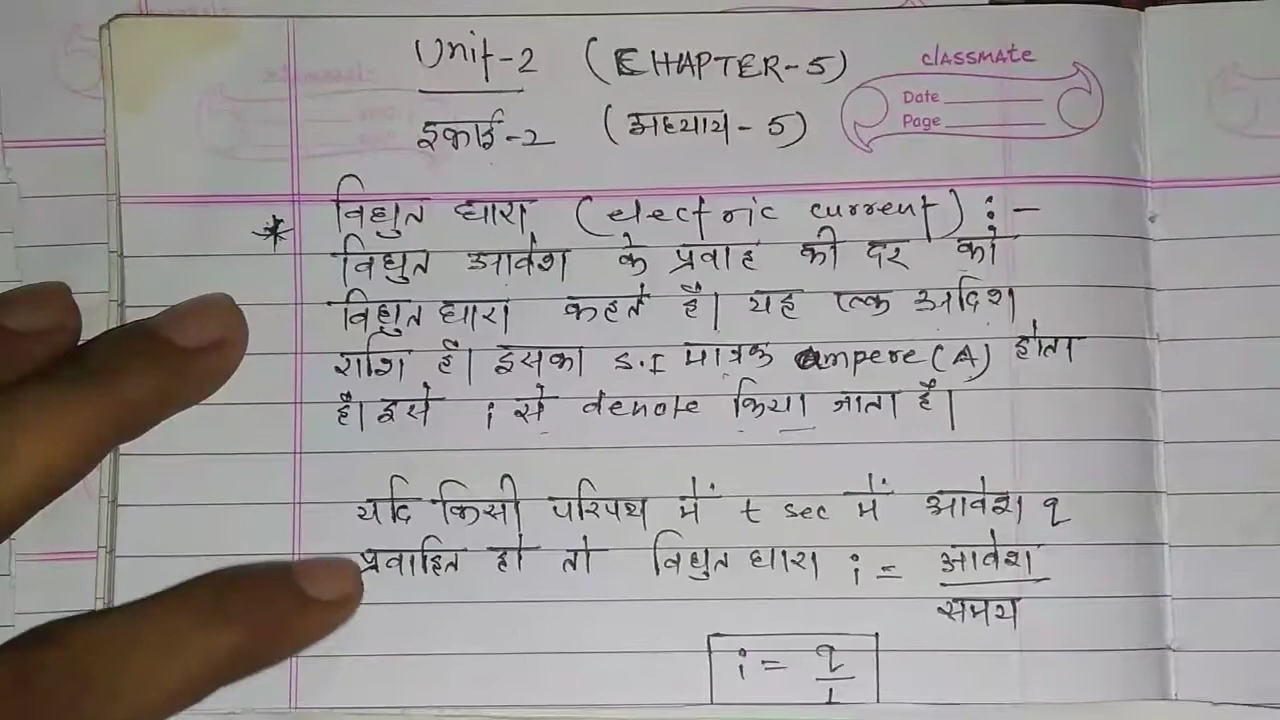 Unit-2 (CHAPTER-5)
classmate
Date
Page
इकाई-2 (अध्याय-5)
* विधुत धारा (electric current) :-
विधुत आवेश के प्रवाह की दर को
विधुत धारा कहते है। यह एक अदिश
राशि है। इसका S.I मात्रक ampere (A) होता
है। इसे i से denote किया जाता है।
यदि किसी परिपथ में t sec में आवेश q
प्रवाहित हो तो विधुत धारा i = आवेश
समय
i = q